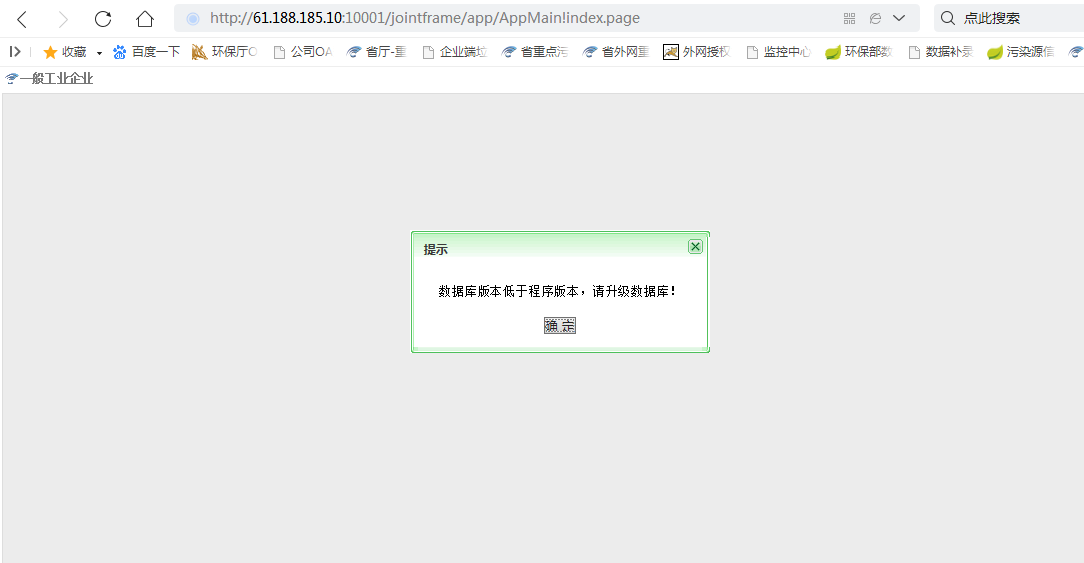 http://61.188.185.10:10001/jointframe/app/AppMain!index.page
点此搜索
收藏 百度一下 环保厅O 公司OA 省厅-重 企业端垃 省重点污 省外网重 外网授权 监控中心 环保部数 数据补录 污染源信
一般工业企业
提示
数据库版本低于程序版本，请升级数据库！
确 定